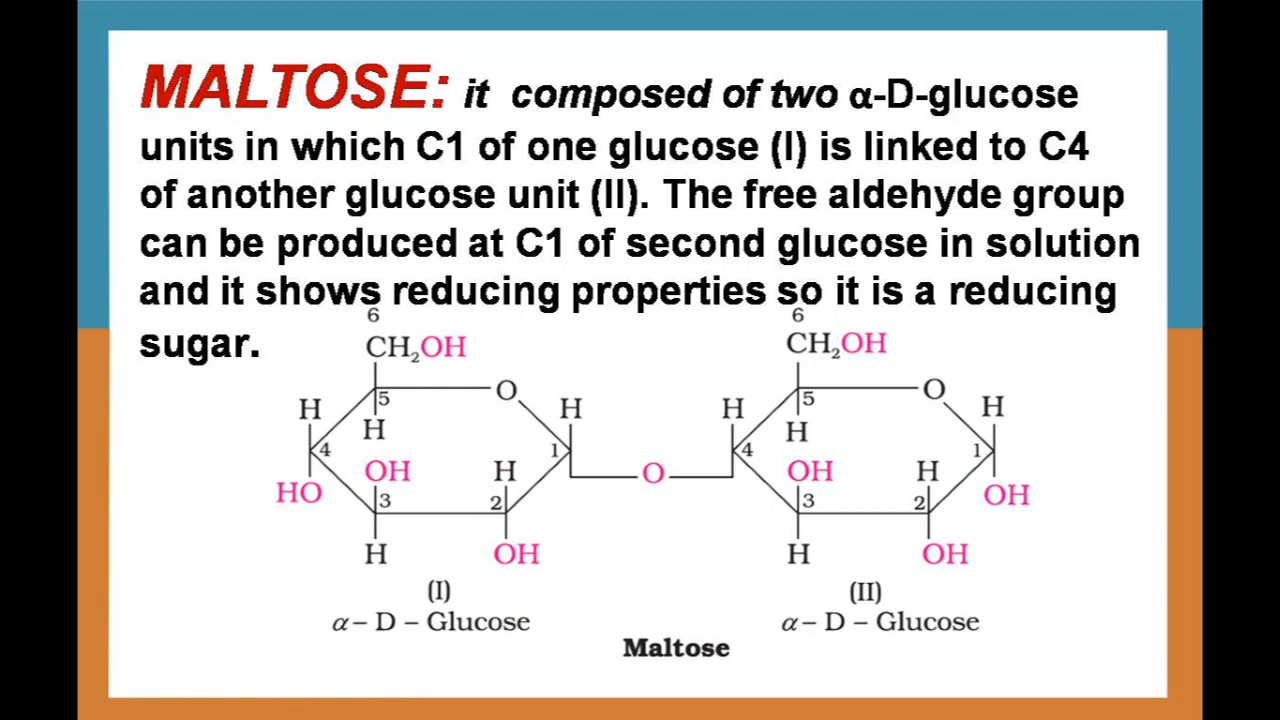 MALTOSE: it composed of two α-D-glucose
units in which C1 of one glucose (I) is linked to C4
of another glucose unit (II). The free aldehyde group
can be produced at C1 of second glucose in solution
and it shows reducing properties so it is a reducing
sugar.
6 6
CH₂OH CH₂OH
O O
H 5 H H 5 H
H H
4 1 4 1
OH H O OH H
HO 3 2 3 2 OH
H OH H OH
(I) (II)
α– D – Glucose α– D – Glucose
Maltose